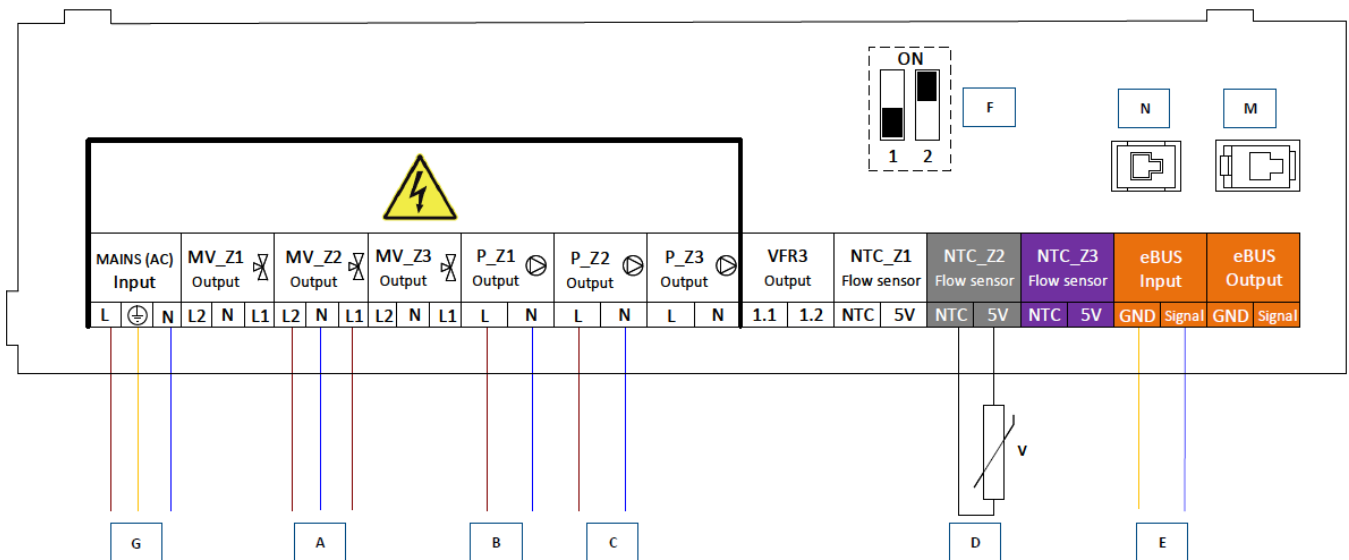 ON
1 2
F
N
M
MAINS (AC) Input
MV_Z1 Output
MV_Z2 Output
MV_Z3 Output
P_Z1 Output
P_Z2 Output
P_Z3 Output
VFR3 Output
NTC_Z1 Flow sensor
NTC_Z2 Flow sensor
NTC_Z3 Flow sensor
eBUS Input
eBUS Output
L N L2 N L1 L2 N L1 L2 N L1 L N L N L N 1.1 1.2 NTC 5V NTC 5V NTC 5V GND Signal GND Signal
V
G
A
B
C
D
E